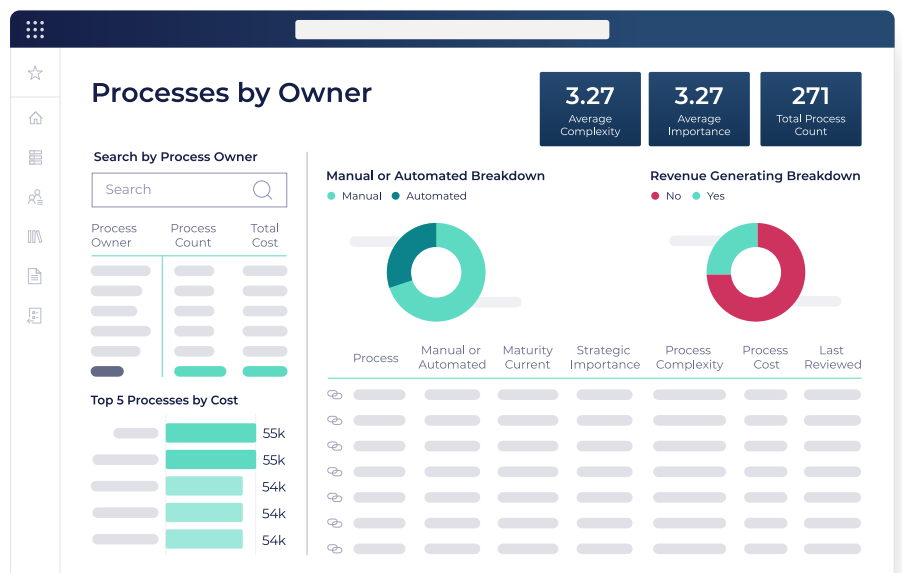 Processes by Owner
3.27
Average
Complexity
3.27
Average
Importance
271
Total Process
Count
Search by Process Owner
Search
Process
Owner
Process
Count
Total
Cost
Top 5 Processes by Cost
55k
55k
54k
54k
54k
Manual or Automated Breakdown
Manual
Automated
Revenue Generating Breakdown
No
Yes
Process
Manual or
Automated
Maturity
Current
Strategic
Importance
Process
Complexity
Process
Cost
Last
Reviewed